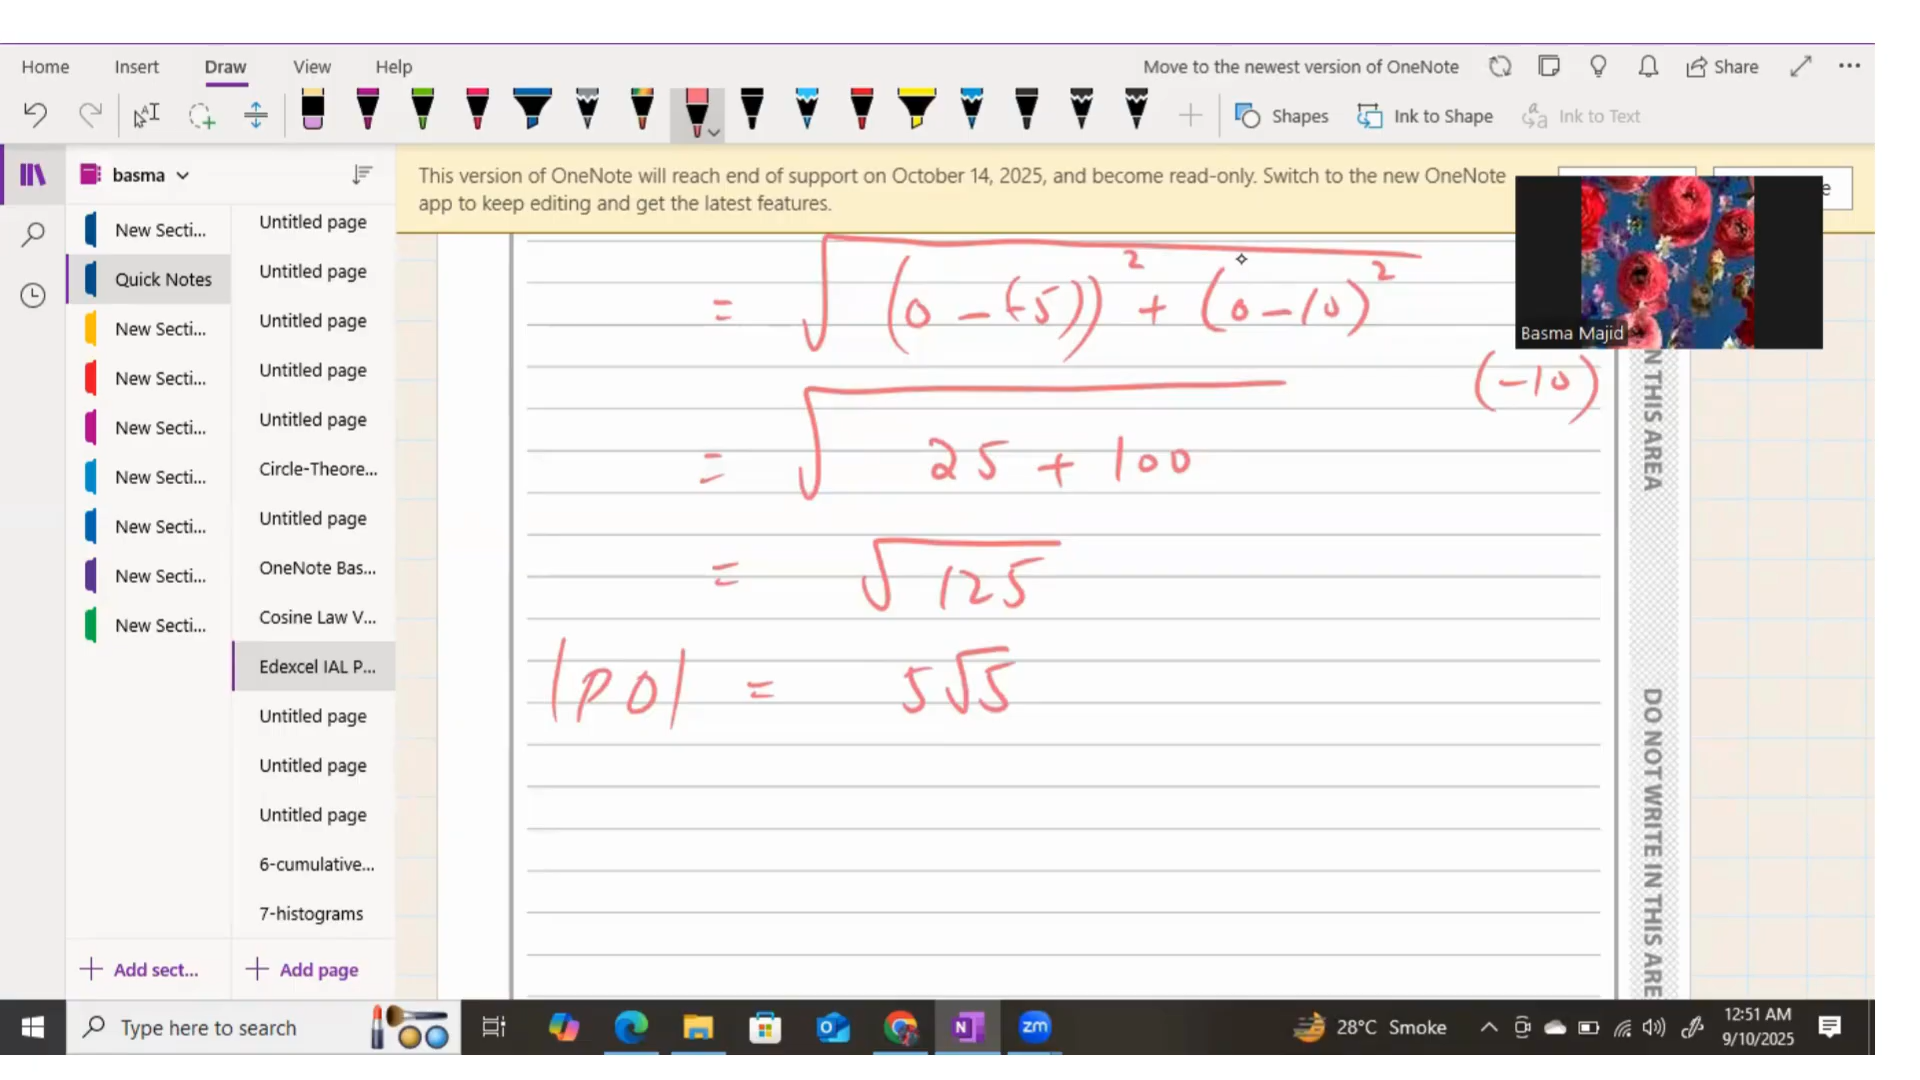 Home Insert Draw View Help Move to the newest version of OneNote Share
Shapes Ink to Shape Ink to Text
basma
This version of OneNote will reach end of support on October 14, 2025, and become read-only. Switch to the new OneNote
app to keep editing and get the latest features.
New Secti...
Quick Notes
New Secti...
New Secti...
New Secti...
New Secti...
New Secti...
New Secti...
New Secti...
Add sect...
Untitled page
Untitled page
Untitled page
Untitled page
Untitled page
Circle-Theore...
Untitled page
OneNote Bas...
Cosine Law V...
Edexcel IAL P...
Untitled page
Untitled page
Untitled page
6-cumulative...
7-histograms
Add page
= √((0 - (-5))² + (0 - 10)²
(-10)
= √(25 + 100)
= √125
|PO| = 5√5
Basma Majid
N THIS AREA
DO NOT WRITE IN THIS ARE
Type here to search
zm
28°C Smoke
12:51 AM
9/10/2025